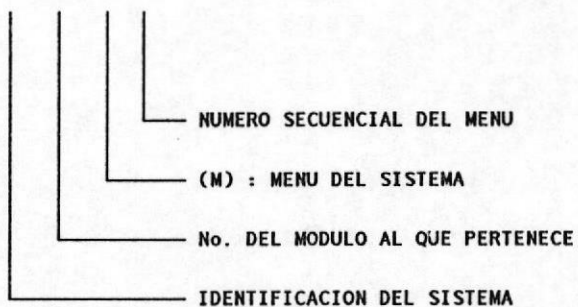 NUMERO SECUENCIAL DEL MENU
(M) : MENU DEL SISTEMA
No. DEL MODULO AL QUE PERTENECE
IDENTIFICACION DEL SISTEMA